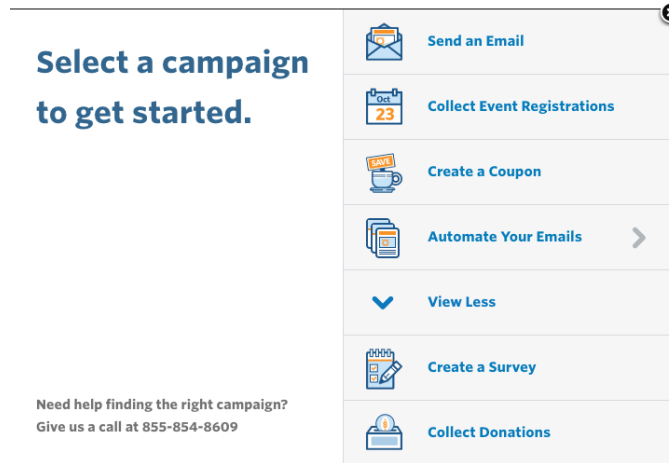 Select a campaign
to get started.
Need help finding the right campaign?
Give us a call at 855-854-8609
Send an Email
Oct
23
Collect Event Registrations
SAVE
Create a Coupon
Automate Your Emails
View Less
Create a Survey
$
Collect Donations